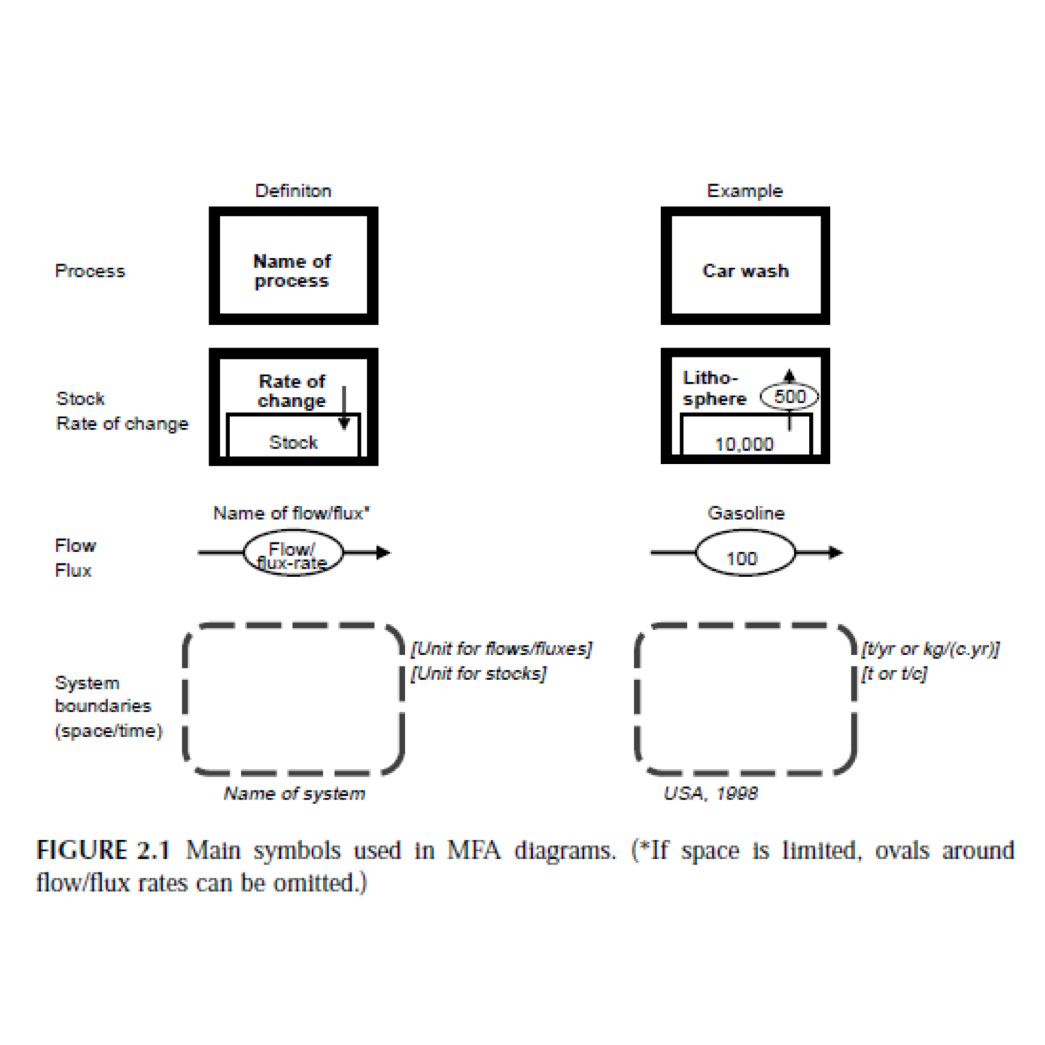 Definiton
Example
Process
Name of
process
Car wash
Stock
Rate of change
Rate of
change
Stock
Litho-
sphere
500
10,000
Flow
Flux
Name of flow/flux*
Flow/
flux-rate
Gasoline
100
System
boundaries
(space/time)
[Unit for flows/fluxes]
[Unit for stocks]
Name of system
[t/yr or kg/(c.yr)]
[t or t/c]
USA, 1998
FIGURE 2.1 Main symbols used in MFA diagrams. (*If space is limited, ovals around
flow/flux rates can be omitted.)